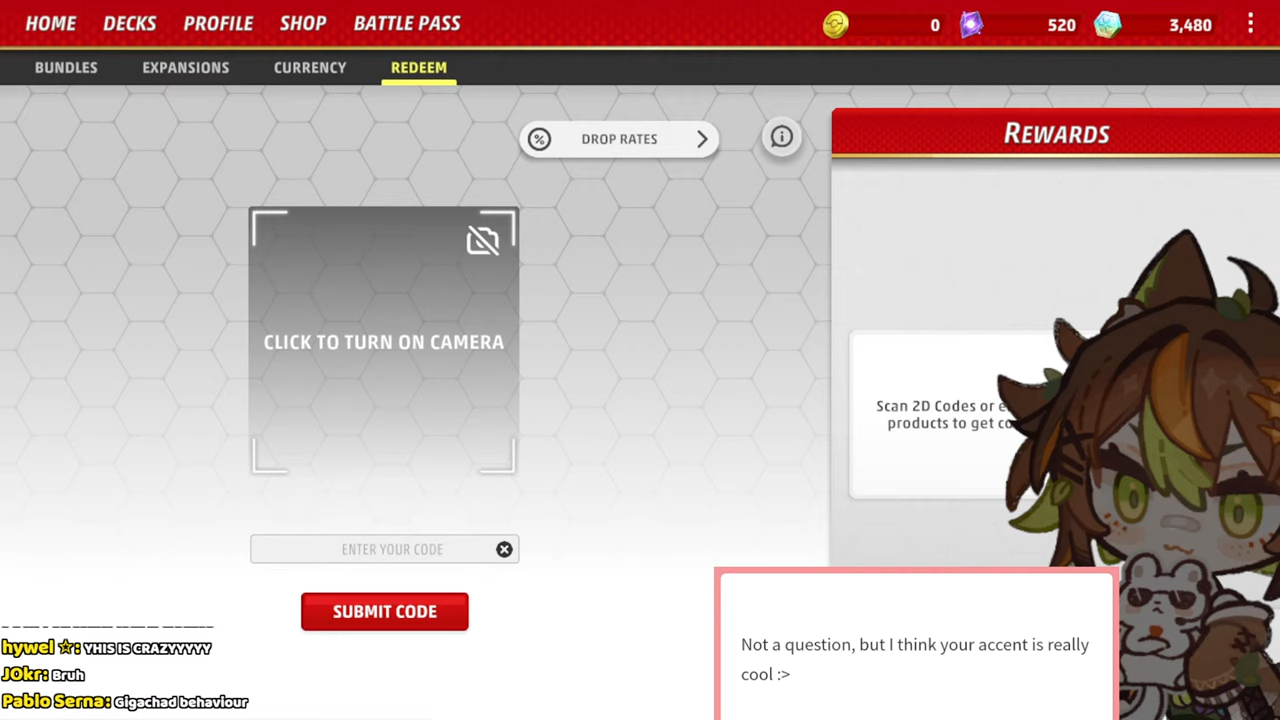 HOME DECKS PROFILE SHOP BATTLE PASS 0 520 3,480
BUNDLES EXPANSIONS CURRENCY REDEEM
% DROP RATES
REWARDS
CLICK TO TURN ON CAMERA
Scan 2D Codes or
products to get
ENTER YOUR CODE
SUBMIT CODE
hywel ☆: YHIS IS CRAZYYYYY
JOkr: Bruh
Pablo Serna: Gigachad behaviour
Not a question, but I think your accent is really
cool :>